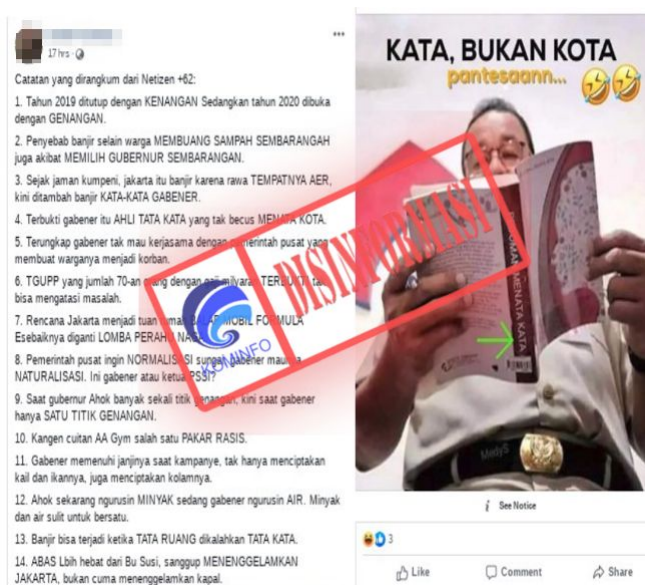 17 hrs
Catatan yang dirangkum dari Netizen +62:
1. Tahun 2019 ditutup dengan KENANGAN Sedangkan tahun 2020 dibuka
dengan GENANGAN.
2. Penyebab banjir selain warga MEMBUANG SAMPAH SEMBARANGAH
juga akibat MEMILIH GUBERNUR SEMBARANGAN.
3. Sejak jaman kumpeni, jakarta itu banjir karena rawa TEMPATNYA AER,
kini ditambah banjir KATA-KATA GABENER.
4. Terbukti gabener itu AHLI TATA KATA yang tak becus MENATA KOTA.
5. Terungkap gabener tak mau kerjasama dengan pemerintah pusat yang
membuat warganya menjadi korban.
6. TGUPP yang jumlah 70-an orang dengan gaji milyaran TERBUKTI tak
bisa mengatasi masalah.
7. Rencana Jakarta menjadi tuan rumah BALAP MOBIL FORMULA
Esebaiknya diganti LOMBA PERAHU NAGA
8. Pemerintah pusat ingin NORMALISASI sungai, gabener maunya
NATURALISASI. Ini gabener atau ketua PSSI?
9. Saat gubernur Ahok banyak sekali titik genangan, kini saat gabener
hanya SATU TITIK GENANGAN.
10. Kangen cuitan AA Gym salah satu PAKAR RASIS.
11. Gabener memenuhi janjinya saat kampanye, tak hanya menciptakan
kail dan ikannya, juga menciptakan kolamnya.
12. Ahok sekarang ngurusin MINYAK sedang gabener ngurusin AIR. Minyak
dan air sulit untuk bersatu.
13. Banjir bisa terjadi ketika TATA RUANG dikalahkan TATA KATA.
14. ABAS Lbih hebat dari Bu Susi, sanggup MENENGGELAMKAN
JAKARTA, bukan cuma menenggelamkan kapal.
KOMINFO
DISINFORMASI
KATA, BUKAN KOTA
pantesaann...
MENATA KATA
MerlyS
i See Notice
3
Like Comment Share